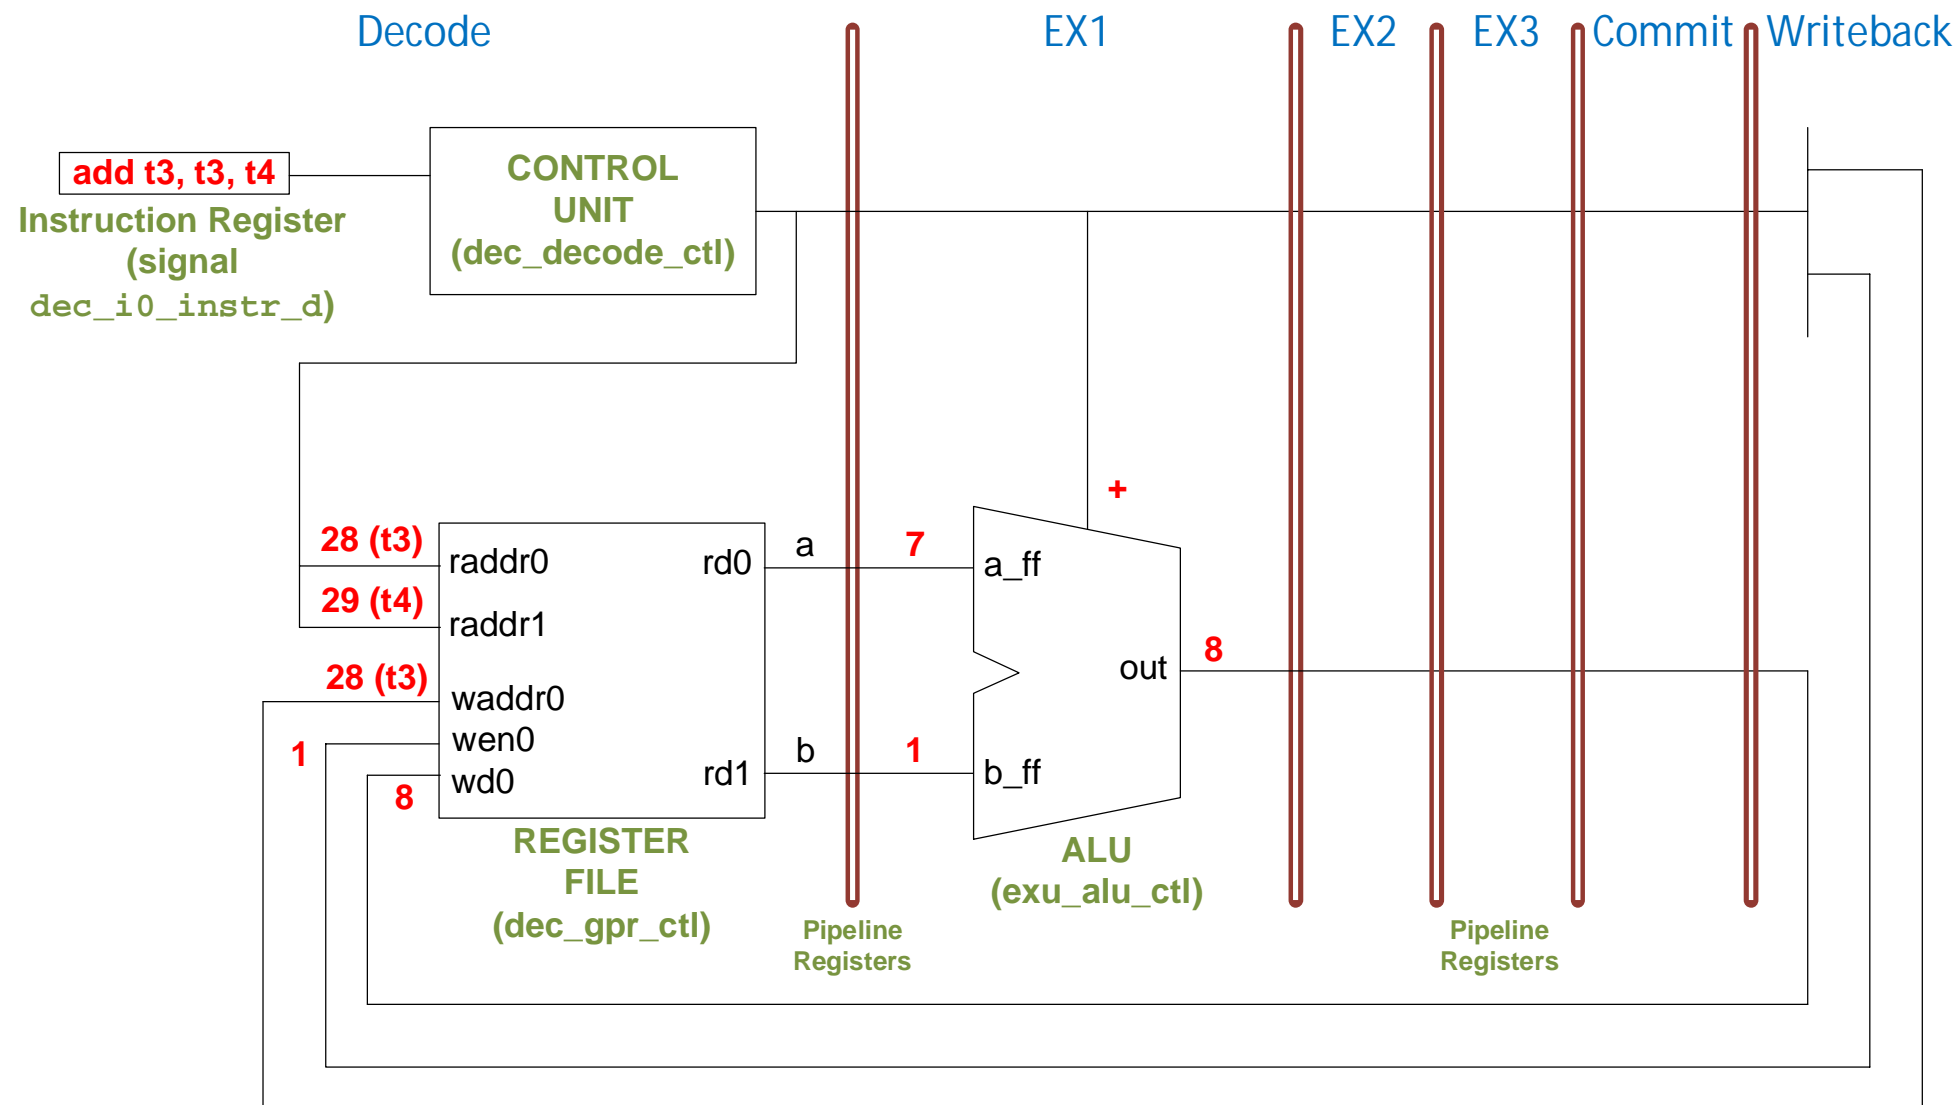 Decode
EX1
EX2
EX3
Commit
Writeback
add t3, t3, t4
Instruction Register
(signal
dec_i0_instr_d)
CONTROL
UNIT
(dec_decode_ctl)
+
28 (t3)
raddr0
29 (t4)
raddr1
28 (t3)
waddr0
1
wen0
8
wd0
rd0
rd1
REGISTER
FILE
(dec_gpr_ctl)
a
7
b
1
a_ff
b_ff
out
8
ALU
(exu_alu_ctl)
Pipeline
Registers
Pipeline
Registers